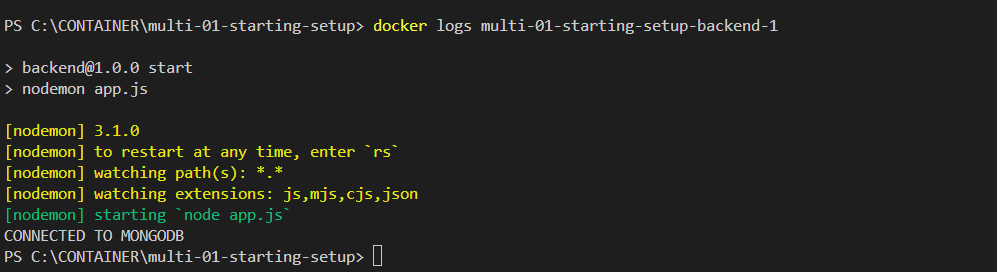 PS C:\CONTAINER\multi-01-starting-setup> docker logs multi-01-starting-setup-backend-1
> backend@1.0.0 start
> nodemon app.js
[nodemon] 3.1.0
[nodemon] to restart at any time, enter `rs`
[nodemon] watching path(s): *.*
[nodemon] watching extensions: js,mjs,cjs,json
[nodemon] starting `node app.js`
CONNECTED TO MONGODB
PS C:\CONTAINER\multi-01-starting-setup>